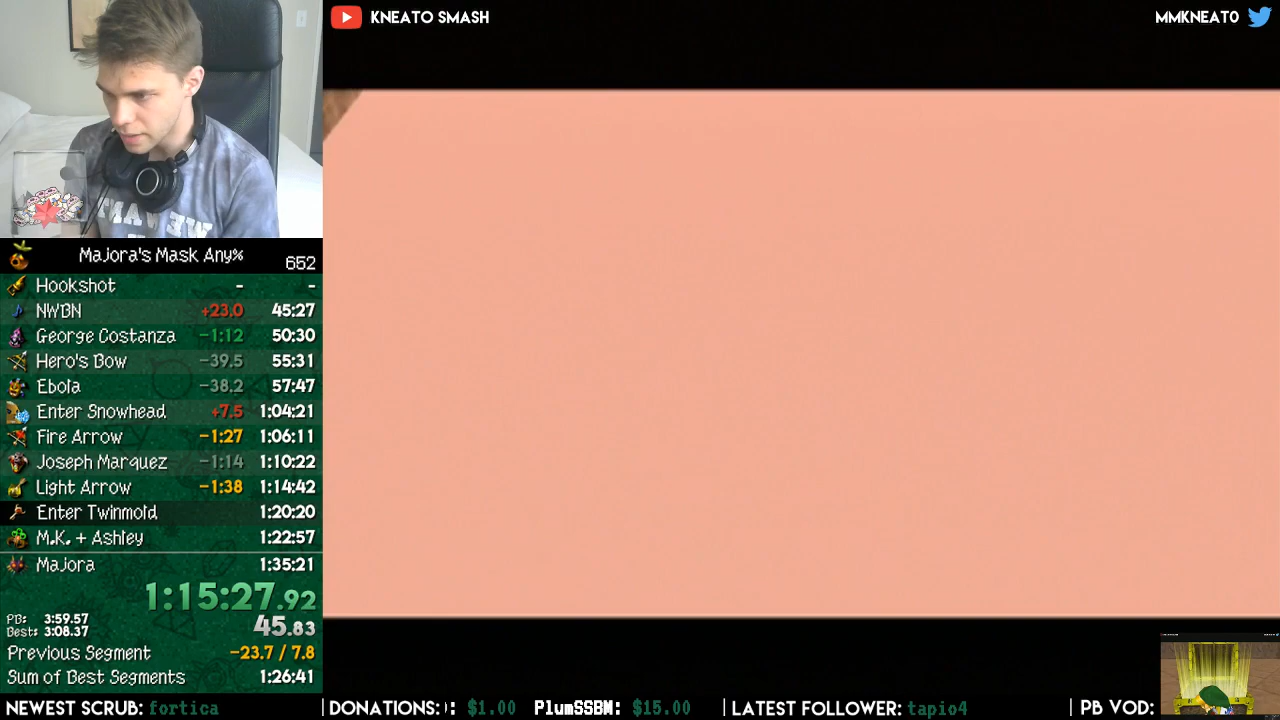 KNEATO SMASH
MMKNEATO
Majora's Mask Any%
652
Hookshot - -
NWBN +23.0 45:27
George Costanza -1:12 50:30
Hero's Bow -39.5 55:31
Ebola -38.2 57:47
Enter Snowhead +7.5 1:04:21
Fire Arrow -1:27 1:06:11
Joseph Marquez -1:14 1:10:22
Light Arrow -1:38 1:14:42
Enter Twinmold 1:20:20
M.K. + Ashley 1:22:57
Majora 1:35:21
1:15:27.92
PB: 3:59.57
Best: 3:08.37
45.83
Previous Segment -23.7 / 7.8
Sum of Best Segments 1:26:41
NEWEST SCRUB: fortica | DONATIONS: ): $1.00 PlumSSBM: $15.00 | LATEST FOLLOWER: tapio4 | PB VOD: